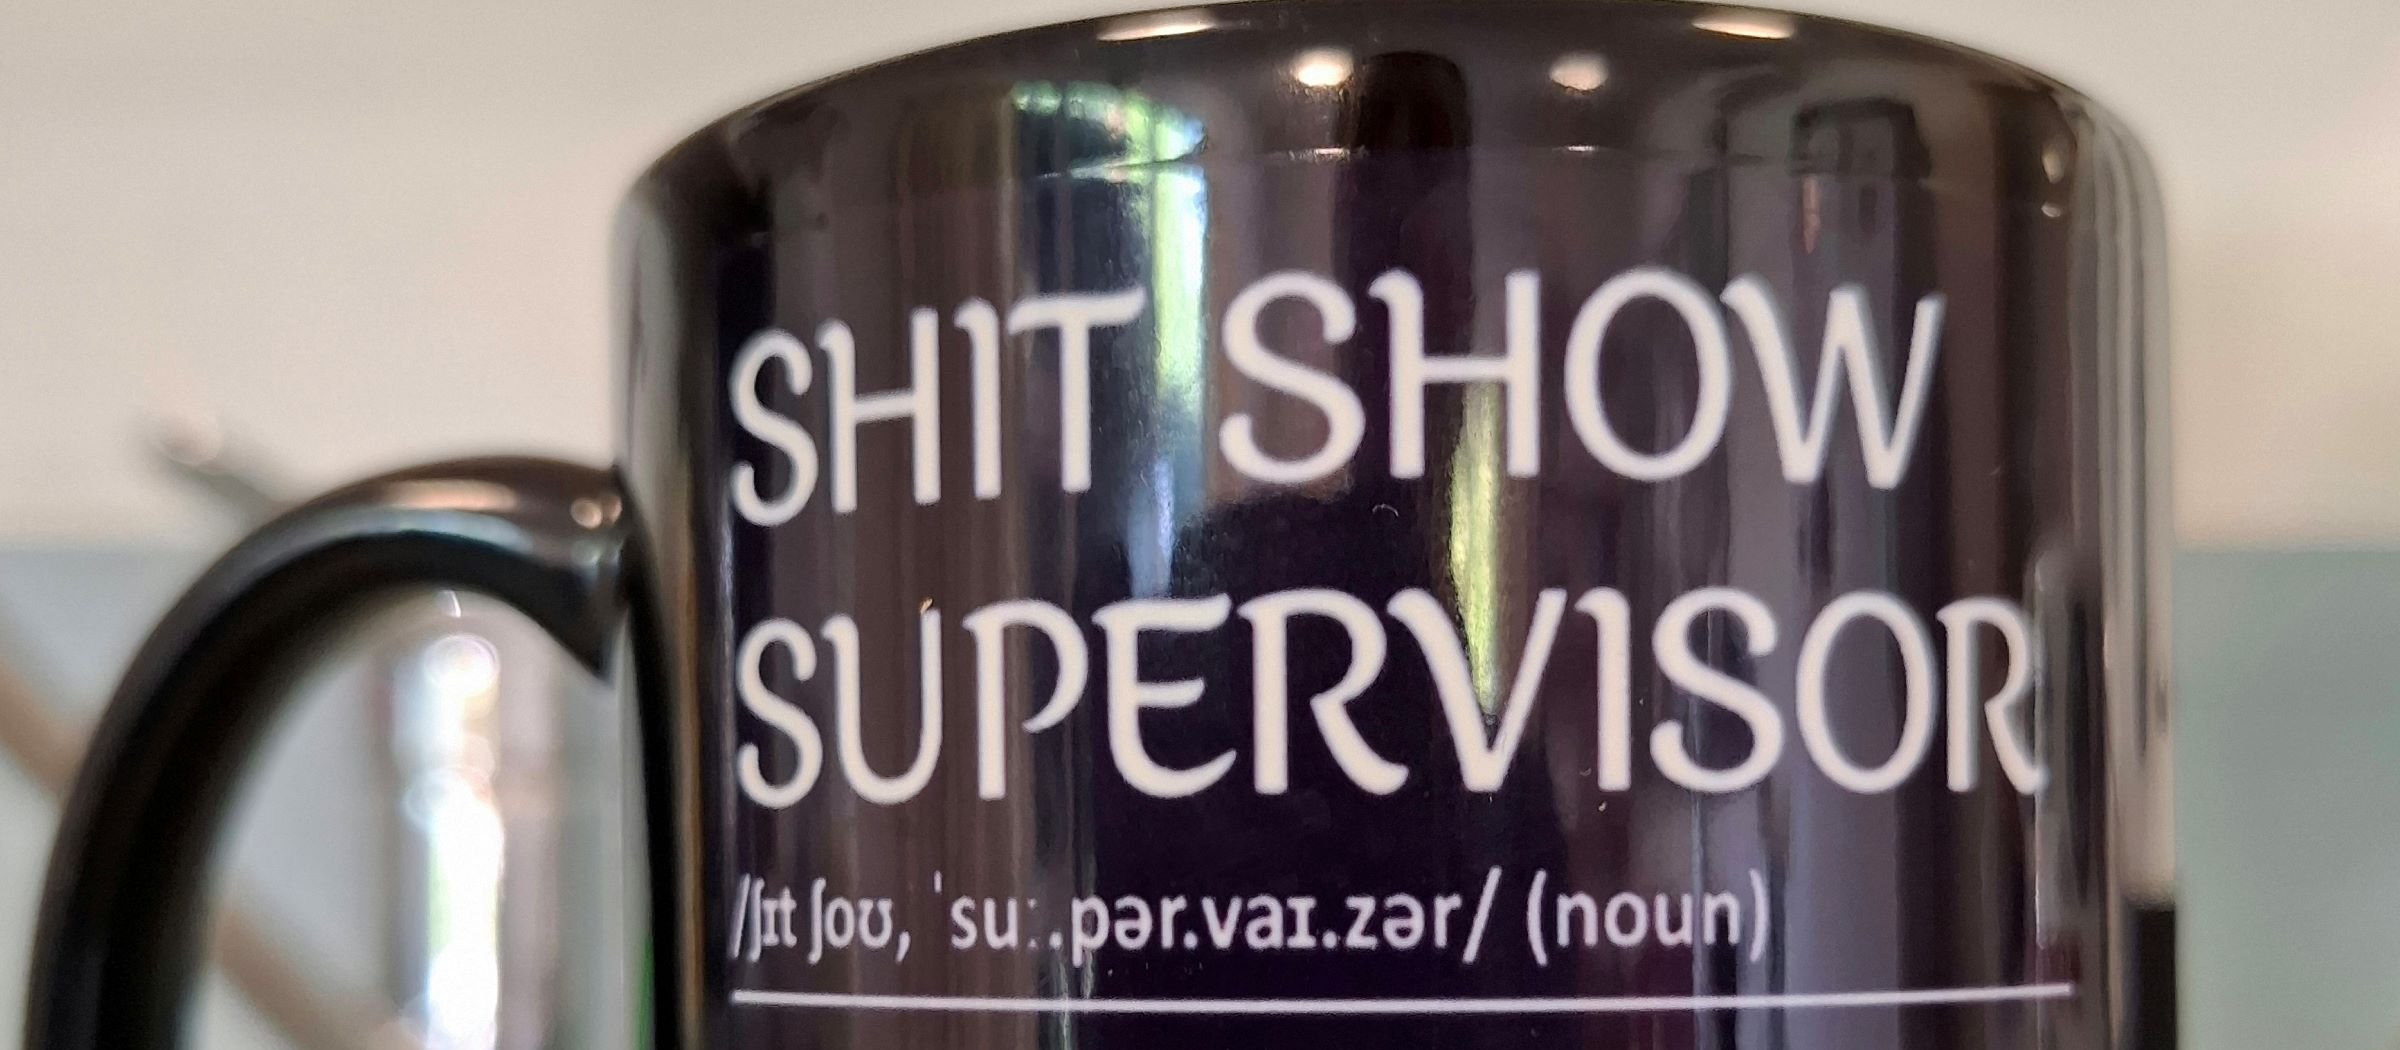 SHIT SHOW
SUPERVISOR
/ʃɪt ʃoʊ, ˈsuː.pər.vaɪ.zər/ (noun)